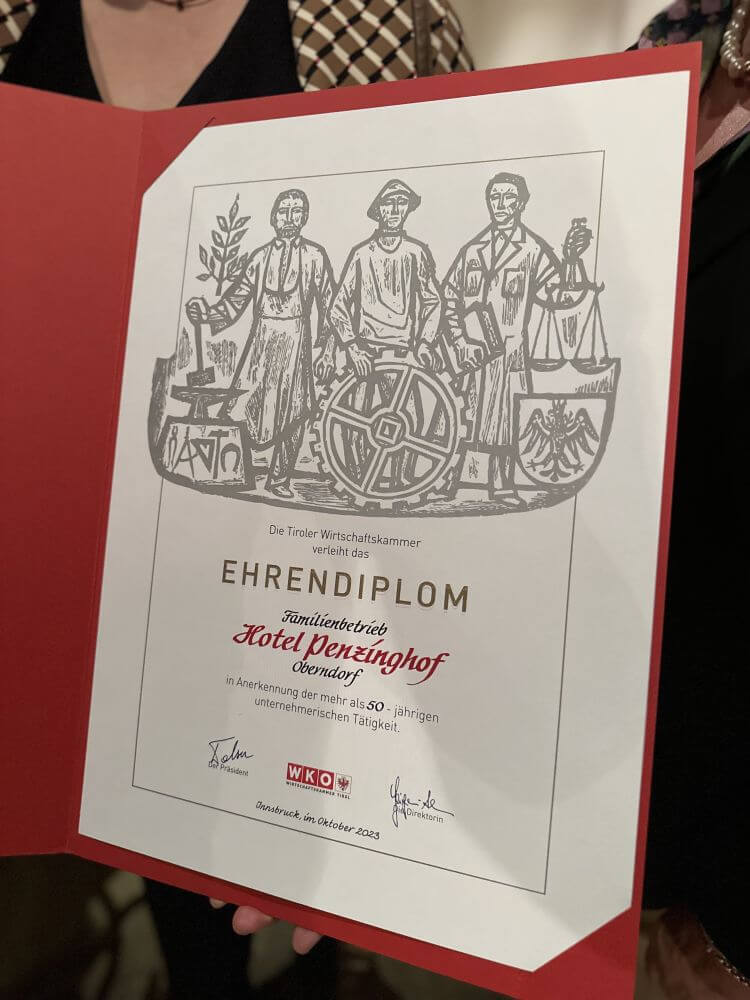 Die Tiroler Wirtschaftskammer
verleiht das
EHRENDIPLOM
Familienbetrieb
Hotel Penzinghof
Oberndorf
in Anerkennung der mehr als 50 - jährigen
unternehmerischen Tätigkeit.
Der Präsident
WKO
WIRTSCHAFTSKAMMER TIROL
Die Direktorin
Innsbruck, im Oktober 2023